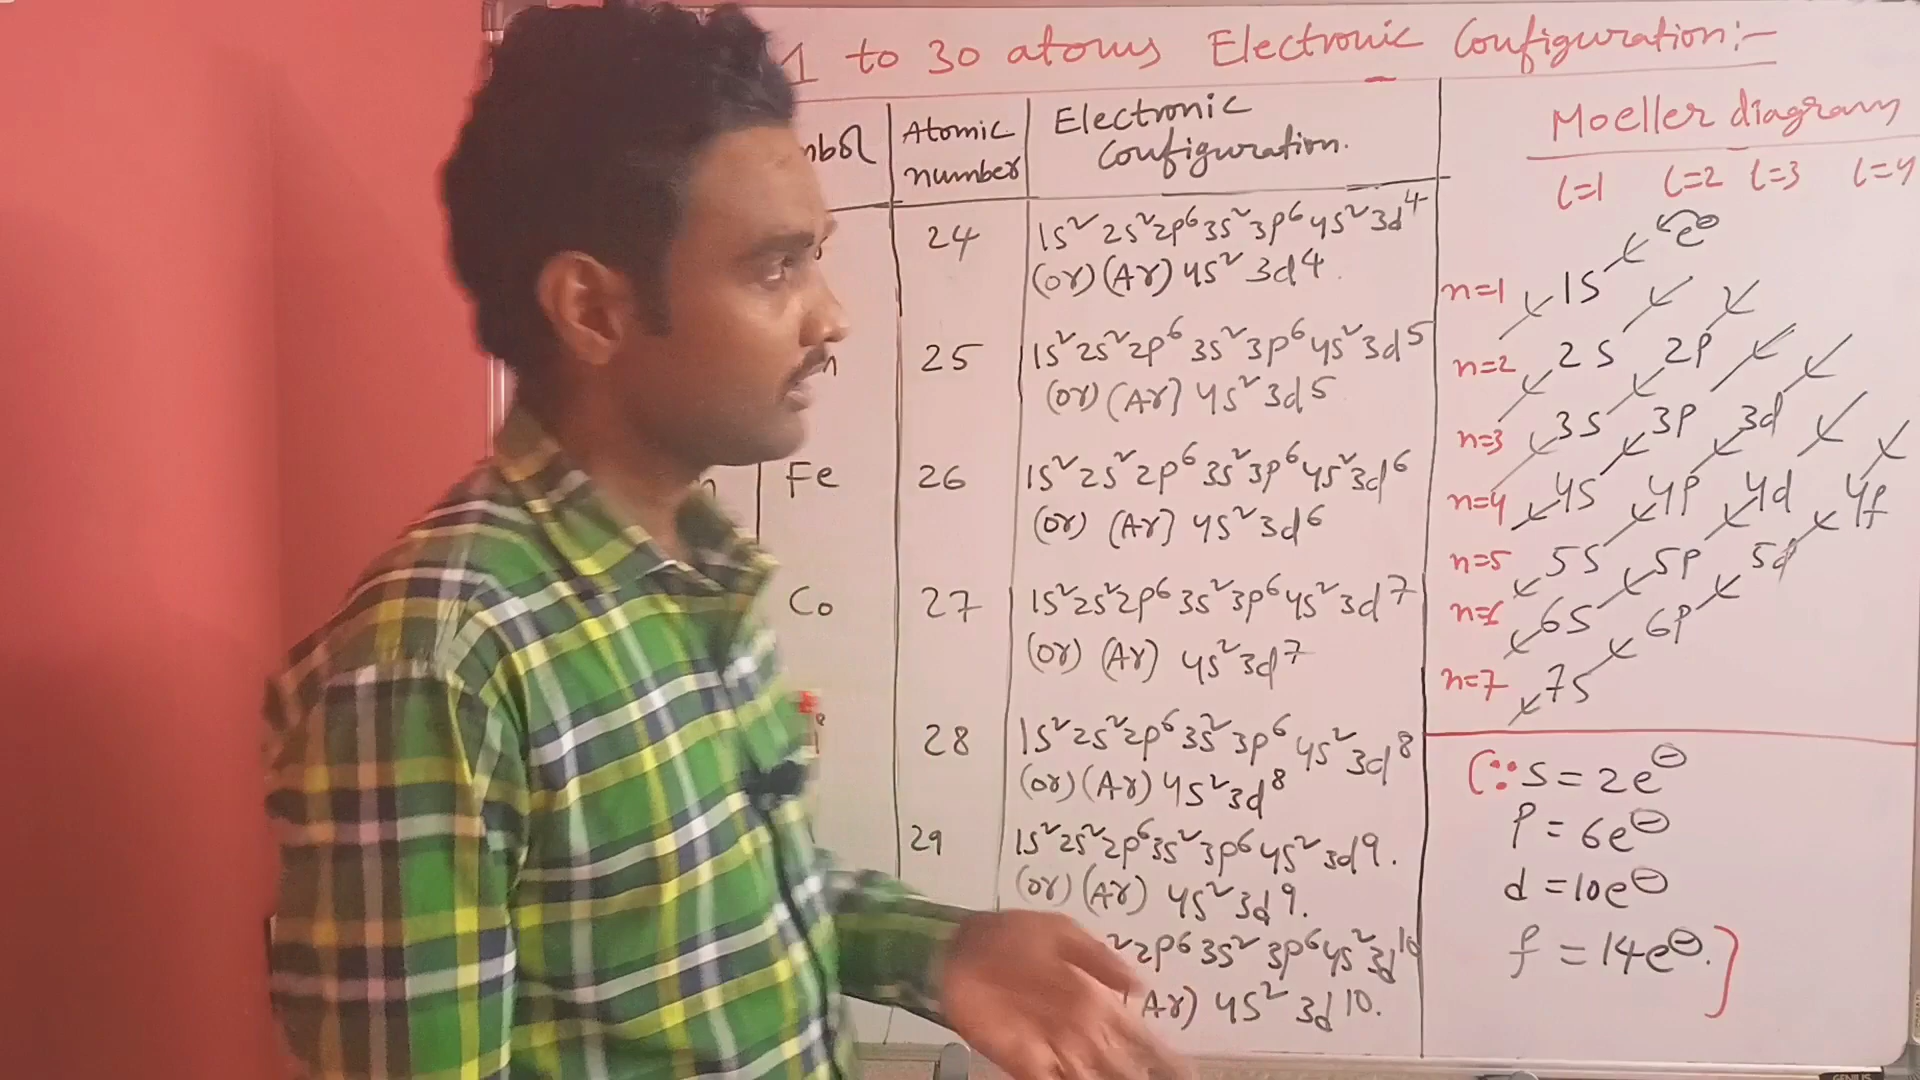 1 to 30 atoms Electronic Configuration:-
Atomic number
Electronic Configuration.
24 1s² 2s² 2p⁶ 3s² 3p⁶ 4s² 3d⁴
(or) (Ar) 4s² 3d4.
25 1s² 2s² 2p⁶ 3s² 3p⁶ 4s² 3d⁵
(or) (Ar] 4s² 3d5
Fe 26 1s² 2s² 2p⁶ 3s² 3p⁶ 4s² 3d⁶
(or) (Ar] 4s² 3d⁶
Co 27 1s² 2s² 2p⁶ 3s² 3p⁶ 4s² 3d⁷
(or) (Ar) 4s² 3d⁷
28 1s² 2s² 2p⁶ 3s² 3p⁶ 4s² 3d⁸
(or) (Ar) 4s² 3d⁸
29 1s² 2s² 2p⁶ 3s² 3p⁶ 4s² 3d9.
(or) (Ar) 4s² 3d9.
2p⁶ 3s² 3p⁶ 4s² 3d¹⁰
(Ar) 4s² 3d10.
Moeller diagram
l=1 l=2 l=3 l=4
e⊖
n=1 1s
n=2 2s 2p
n=3 3s 3p 3d
n=4 4s 4p 4d 4f
n=5 5s 5p 5d
n=6 6s 6p
n=7 7s
(∵ s = 2e⊖
p = 6e⊖
d = 10e⊖
f = 14e⊖.}